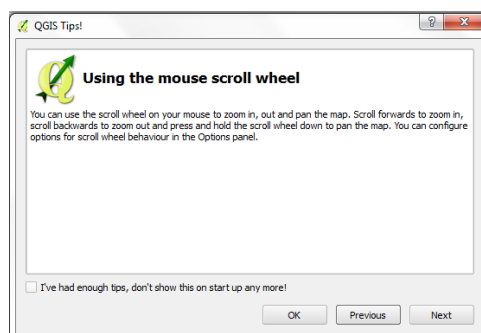 QGIS Tips!
Using the mouse scroll wheel
You can use the scroll wheel on your mouse to zoom in, out and pan the map. Scroll forwards to zoom in,
scroll backwards to zoom out and press and hold the scroll wheel down to pan the map. You can configure
options for scroll wheel behaviour in the Options panel.
I've had enough tips, don't show this on start up any more!
OK Previous Next